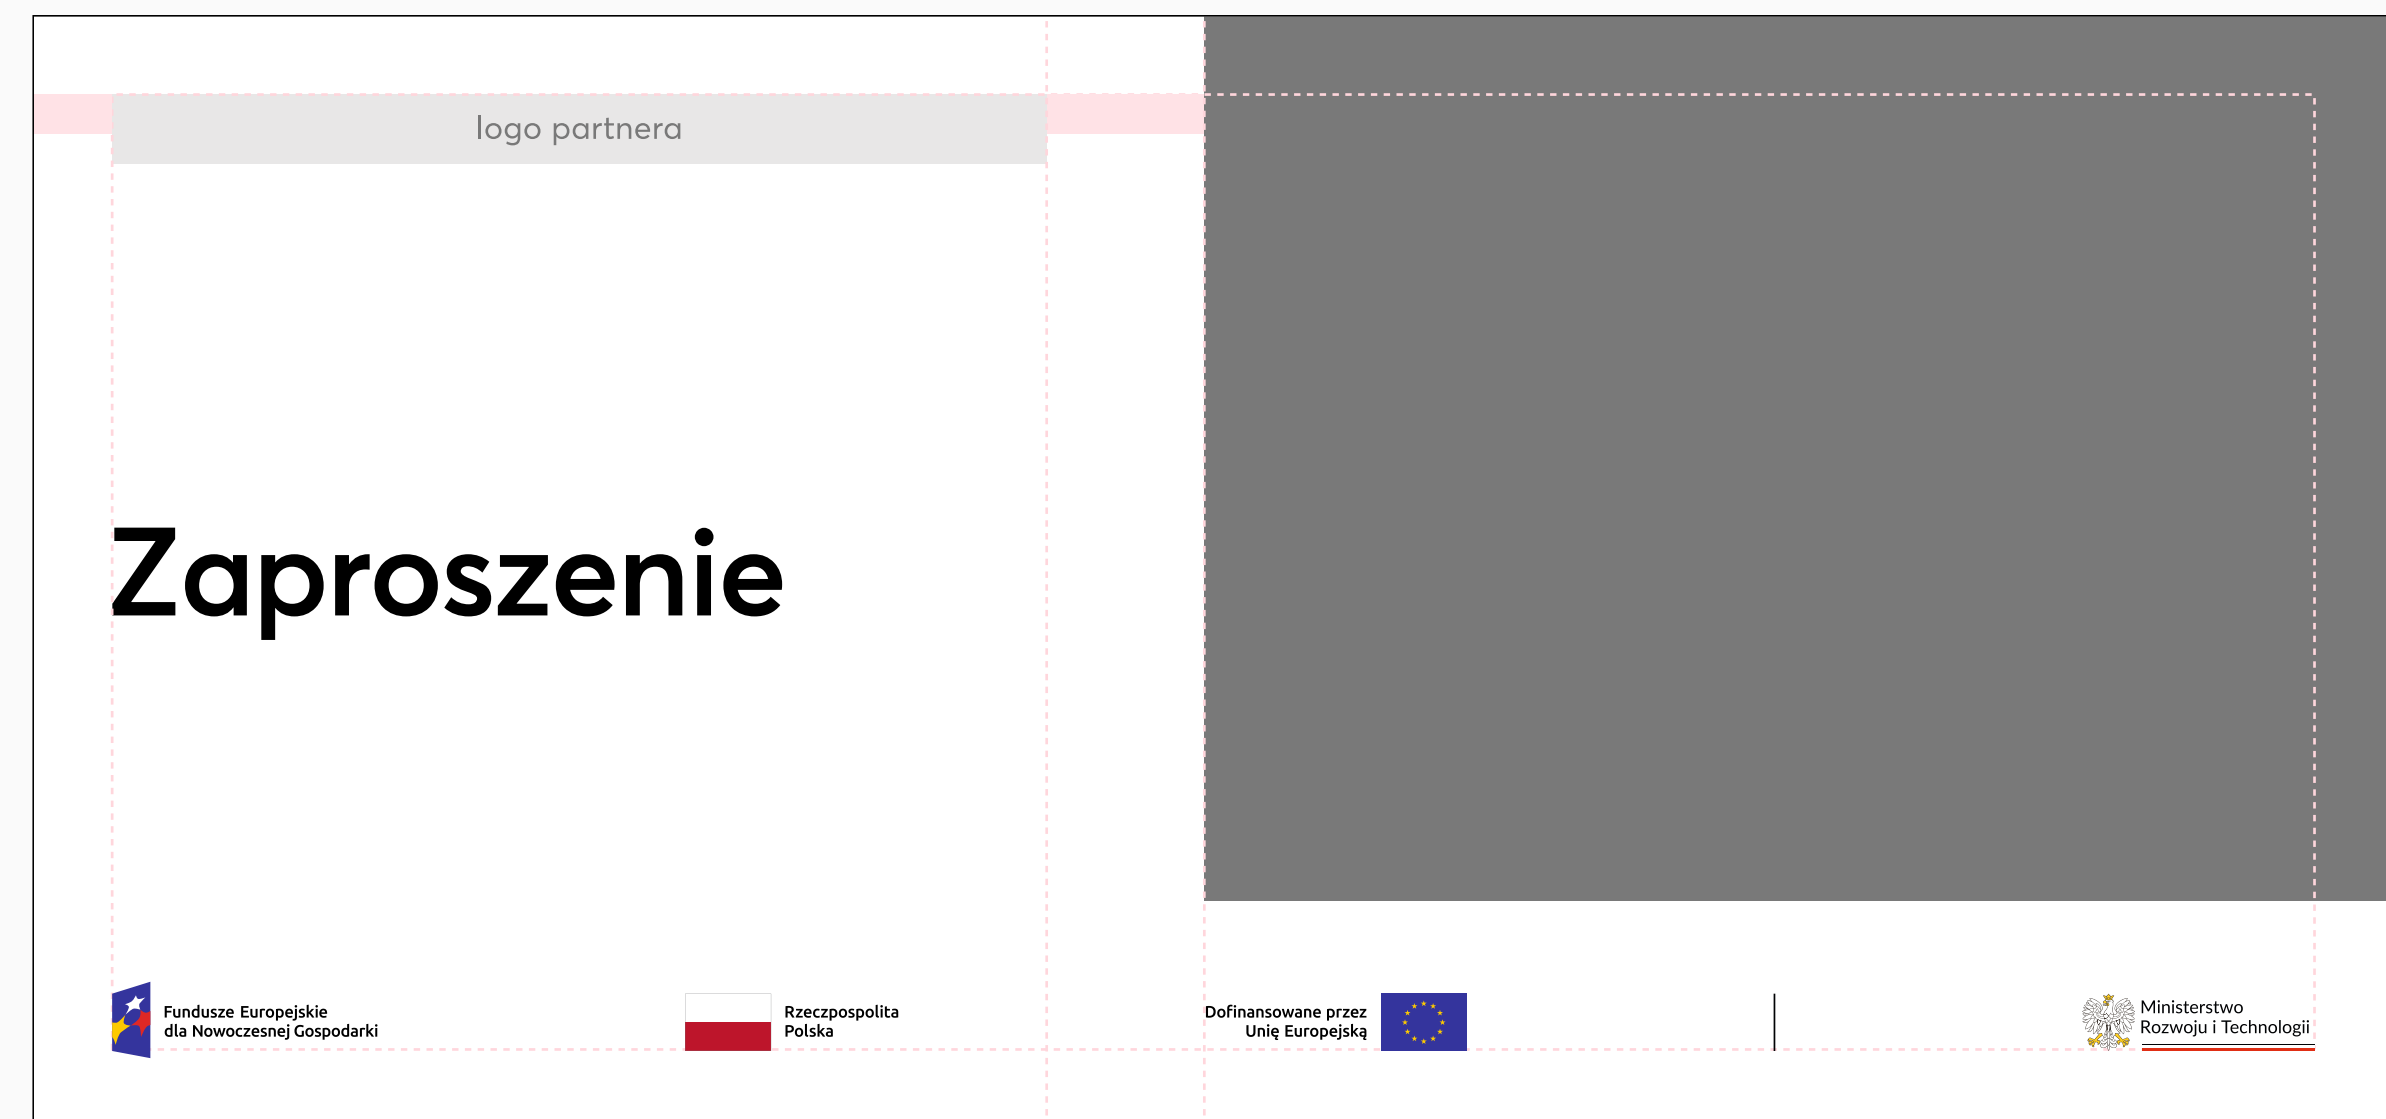 logo partnera
Zaproszenie
Fundusze Europejskie
dla Nowoczesnej Gospodarki
Rzeczpospolita
Polska
Dofinansowane przez
Unię Europejską
Ministerstwo
Rozwoju i Technologii